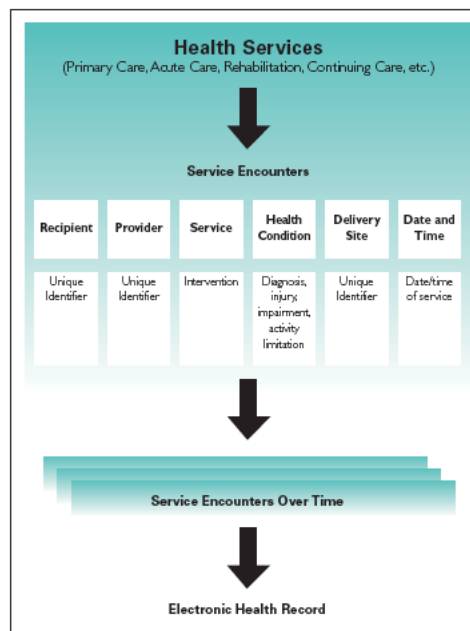 Health Services
(Primary Care, Acute Care, Rehabilitation, Continuing Care, etc.)
Service Encounters
Recipient
Provider
Service
Health
Condition
Delivery
Site
Date and
Time
Unique
Identifier
Unique
Identifier
Intervention
Diagnosis,
injury,
impairment,
activity
limitation
Unique
Identifier
Date/time
of service
Service Encounters Over Time
Electronic Health Record